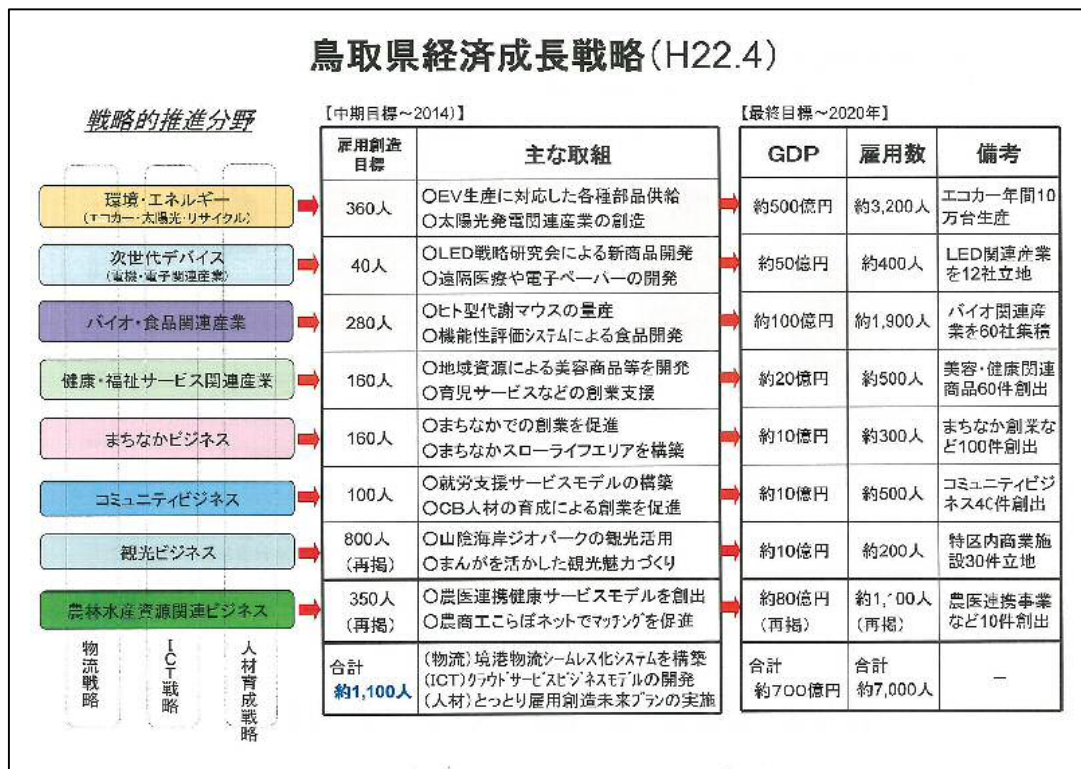 鳥取県経済成長戦略(H22.4)
戦略的推進分野
【中期目標～2014)】
【最終目標～2020年】
雇用創造
目標
主な取組
GDP
雇用数
備考
環境・エネルギー
(エコカー・太陽光・リサイクル)
360人
○EV生産に対応した各種部品供給
○太陽光発電関連産業の創造
約500億円
約3,200人
エコカー年間10
万台生産
次世代デバイス
(電機・電子関連産業)
40人
○LED戦略研究会による新商品開発
○遠隔医療や電子ペーパーの開発
約50億円
約400人
LED関連産業
を12社立地
バイオ・食品関連産業
280人
○ヒト型代謝マウスの量産
○機能性評価システムによる食品開発
約100億円
約1,900人
バイオ関連産
業を60社集積
健康・福祉サービス関連産業
160人
○地域資源による美容商品等を開発
○育児サービスなどの創業支援
約20億円
約500人
美容・健康関連
商品60件創出
まちなかビジネス
160人
○まちなかでの創業を促進
○まちなかスローライフエリアを構築
約10億円
約300人
まちなか創業な
ど100件創出
コミュニティビジネス
100人
○就労支援サービスモデルの構築
○CB人材の育成による創業を促進
約10億円
約500人
コミュニティビジ
ネス40件創出
観光ビジネス
800人
(再掲)
○山陰海岸ジオパークの観光活用
○まんがを活かした観光魅力づくり
約10億円
約200人
特区内商業施
設30件立地
農林水産資源関連ビジネス
350人
(再掲)
○農医連携健康サービスモデルを創出
○農商工こらぼネットでマッチングを促進
約80億円
(再掲)
約1,100人
(再掲)
農医連携事業
など10件創出
物流戦略
ICT戦略
人材育成戦略
合計
約1,100人
(物流)境港物流シームレス化システムを構築
(ICT)クラウドサービスビジネスモデルの開発
(人材)とっとり雇用創造未来プランの実施
合計
約700億円
合計
約7,000人
―